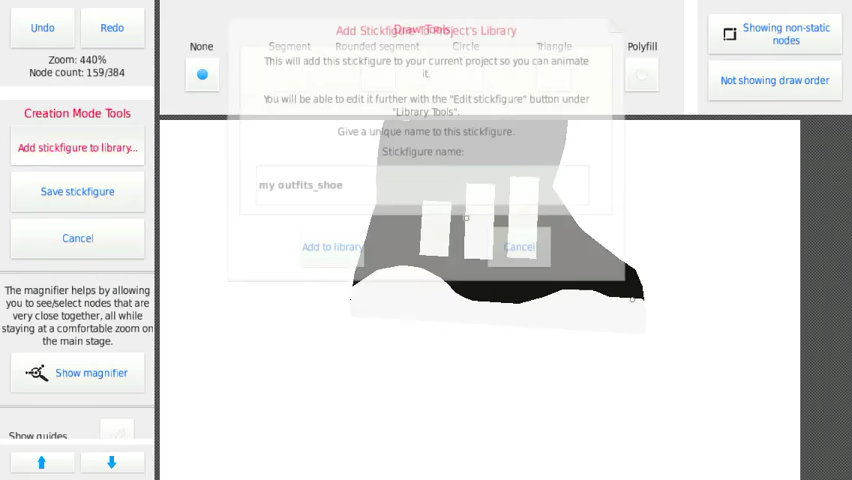 Undo
Redo
Zoom: 440%
Node count: 159/384
Creation Mode Tools
Add stickfigure to library...
Save stickfigure
Cancel
The magnifier helps by allowing
you to see/select nodes that are
very close together, all while
staying at a comfortable zoom on
the main stage.
Show magnifier
Show guides
Draw Tools
None
Segment
Rounded segment
Circle
Triangle
Polyfill
Add Stickfigure To Project's Library
This will add this stickfigure to your current project so you can animate
it.
You will be able to edit it further with the "Edit stickfigure" button under
"Library Tools".
Give a unique name to this stickfigure.
Stickfigure name:
my outfits_shoe
Add to library
Cancel
Showing non-static
nodes
Not showing draw order